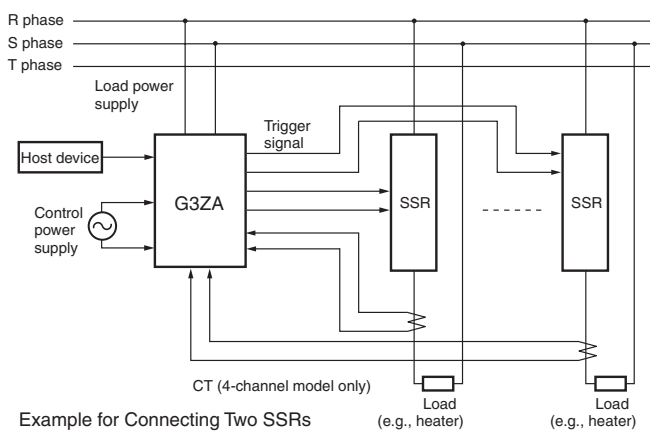 R phase
S phase
T phase
Load power
supply
Trigger
signal
Host device
G3ZA
SSR
SSR
Control
power
supply
CT (4-channel model only)
Load
(e.g., heater)
Load
(e.g., heater)
Example for Connecting Two SSRs